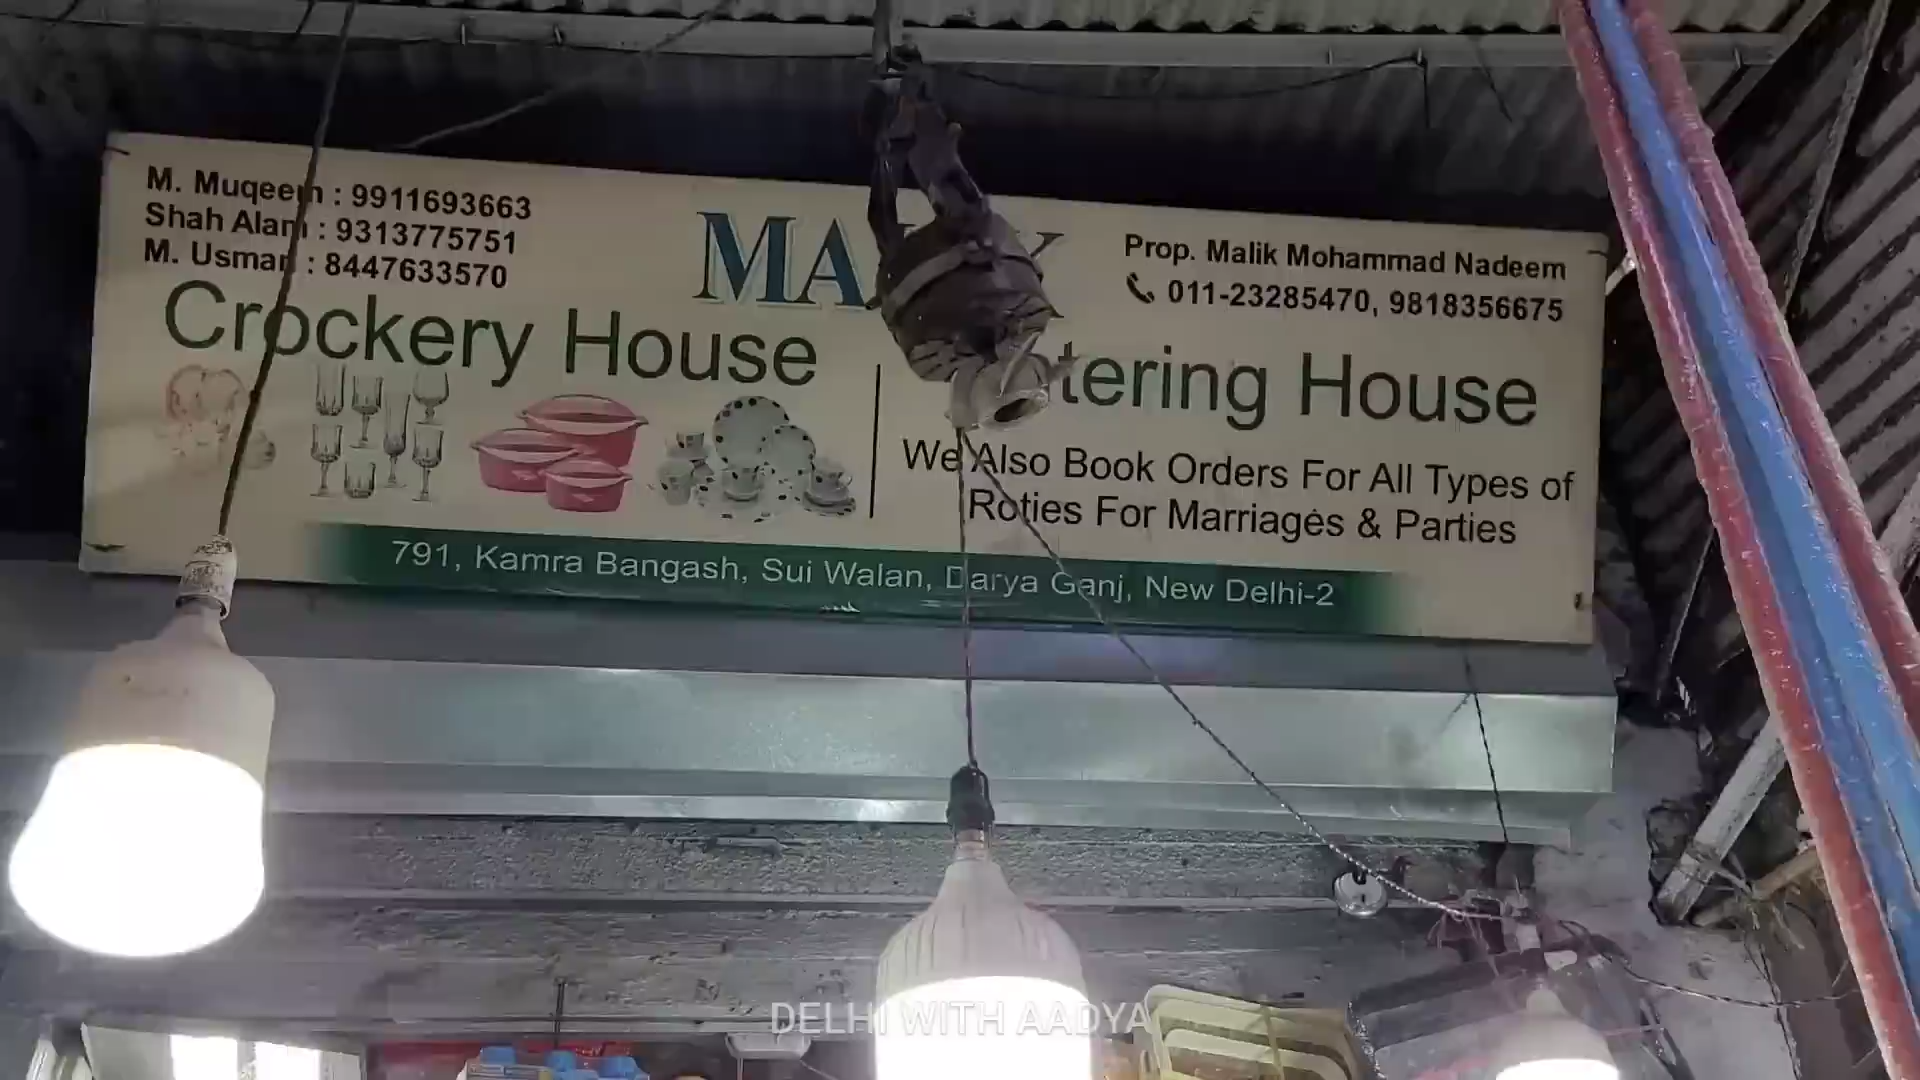 M. Muqeem : 9911693663
Shah Alam : 9313775751
M. Usman : 8447633570
Prop. Malik Mohammad Nadeem
011-23285470, 9818356675
Crockery House
House
We Also Book Orders For All Types of
Roties For Marriages & Parties
791, Kamra Bangash, Sui Walan, Darya Ganj, New Delhi-2
DELHI WITH AADYA